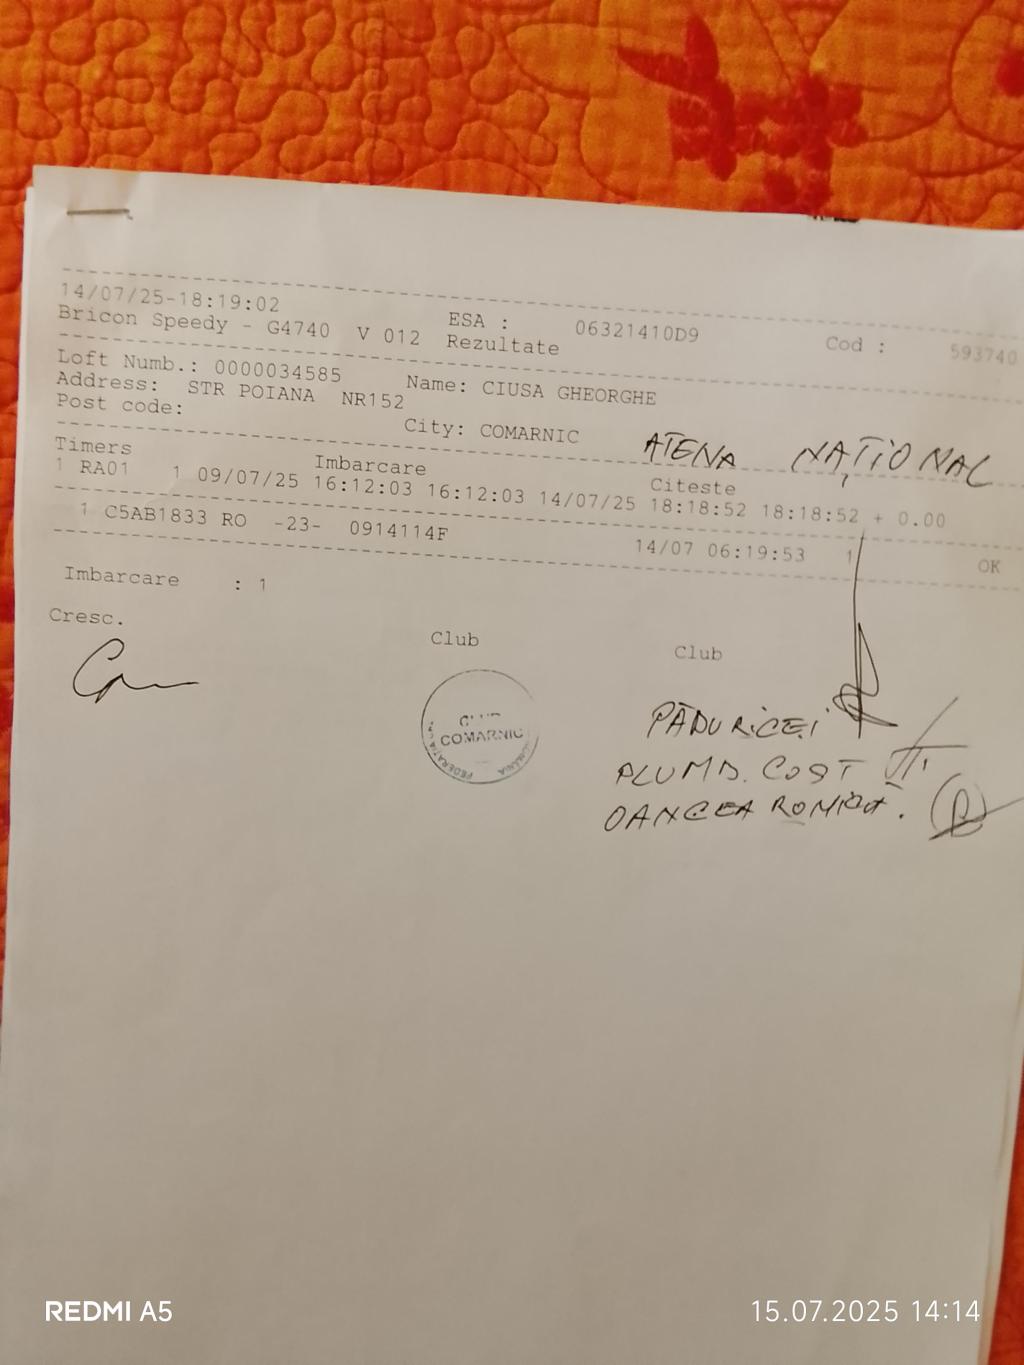 14/07/25-18:19:02
Bricon Speedy - G4740 V 012 ESA : 06321410D9 Cod : 593740
Rezultate
Loft Numb.: 0000034585 Name: CIUSA GHEORGHE
Address: STR POIANA NR152
Post code: City: COMARNIC
ATENA NAȚIONAL
Timers Imbarcare Citeste
1 RA01 1 09/07/25 16:12:03 16:12:03 14/07/25 18:18:52 18:18:52 + 0.00
1 C5AB1833 RO -23- 0914114F 14/07 06:19:53 1 OK
Imbarcare : 1
Cresc. Club Club
COMARNIC
PĂDURICEI
PLUMB. COST
OANCEA ROMICA.
REDMI A5 15.07.2025 14:14